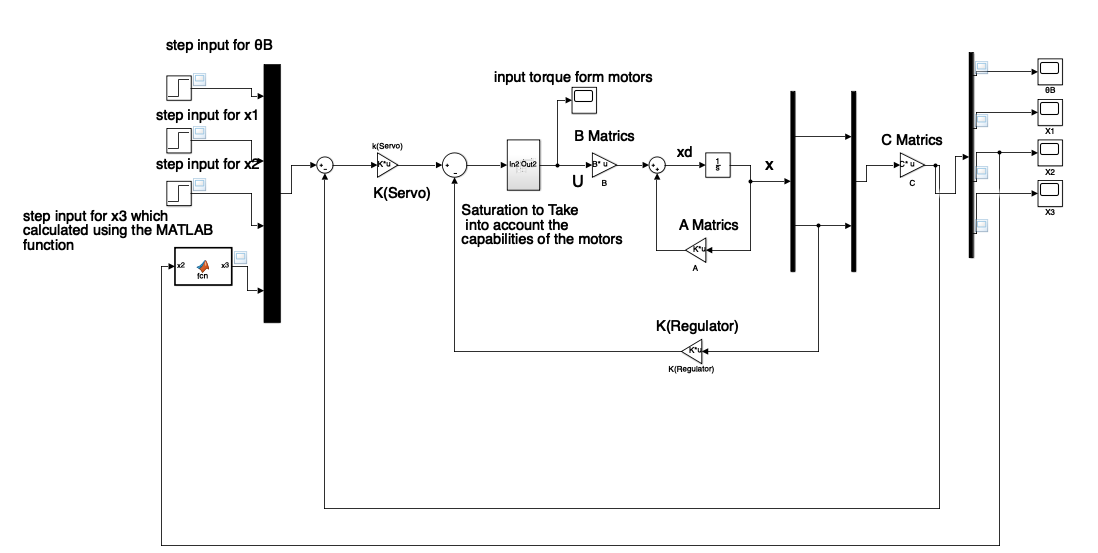 step input for θB
step input for x1
step input for x2
step input for x3 which
calculated using the MATLAB
function
x2
x3
fcn
+
-
k(Servo)
K*u
K(Servo)
+
-
Saturation to Take
into account the
capabilities of the motors
In2 Out2
input torque form motors
U
B Matrics
B* u
B
+
+
xd
1
s
x
A Matrics
K*u
A
K(Regulator)
K*u
K(Regulator)
C Matrics
C* u
C
θB
X1
X2
X3